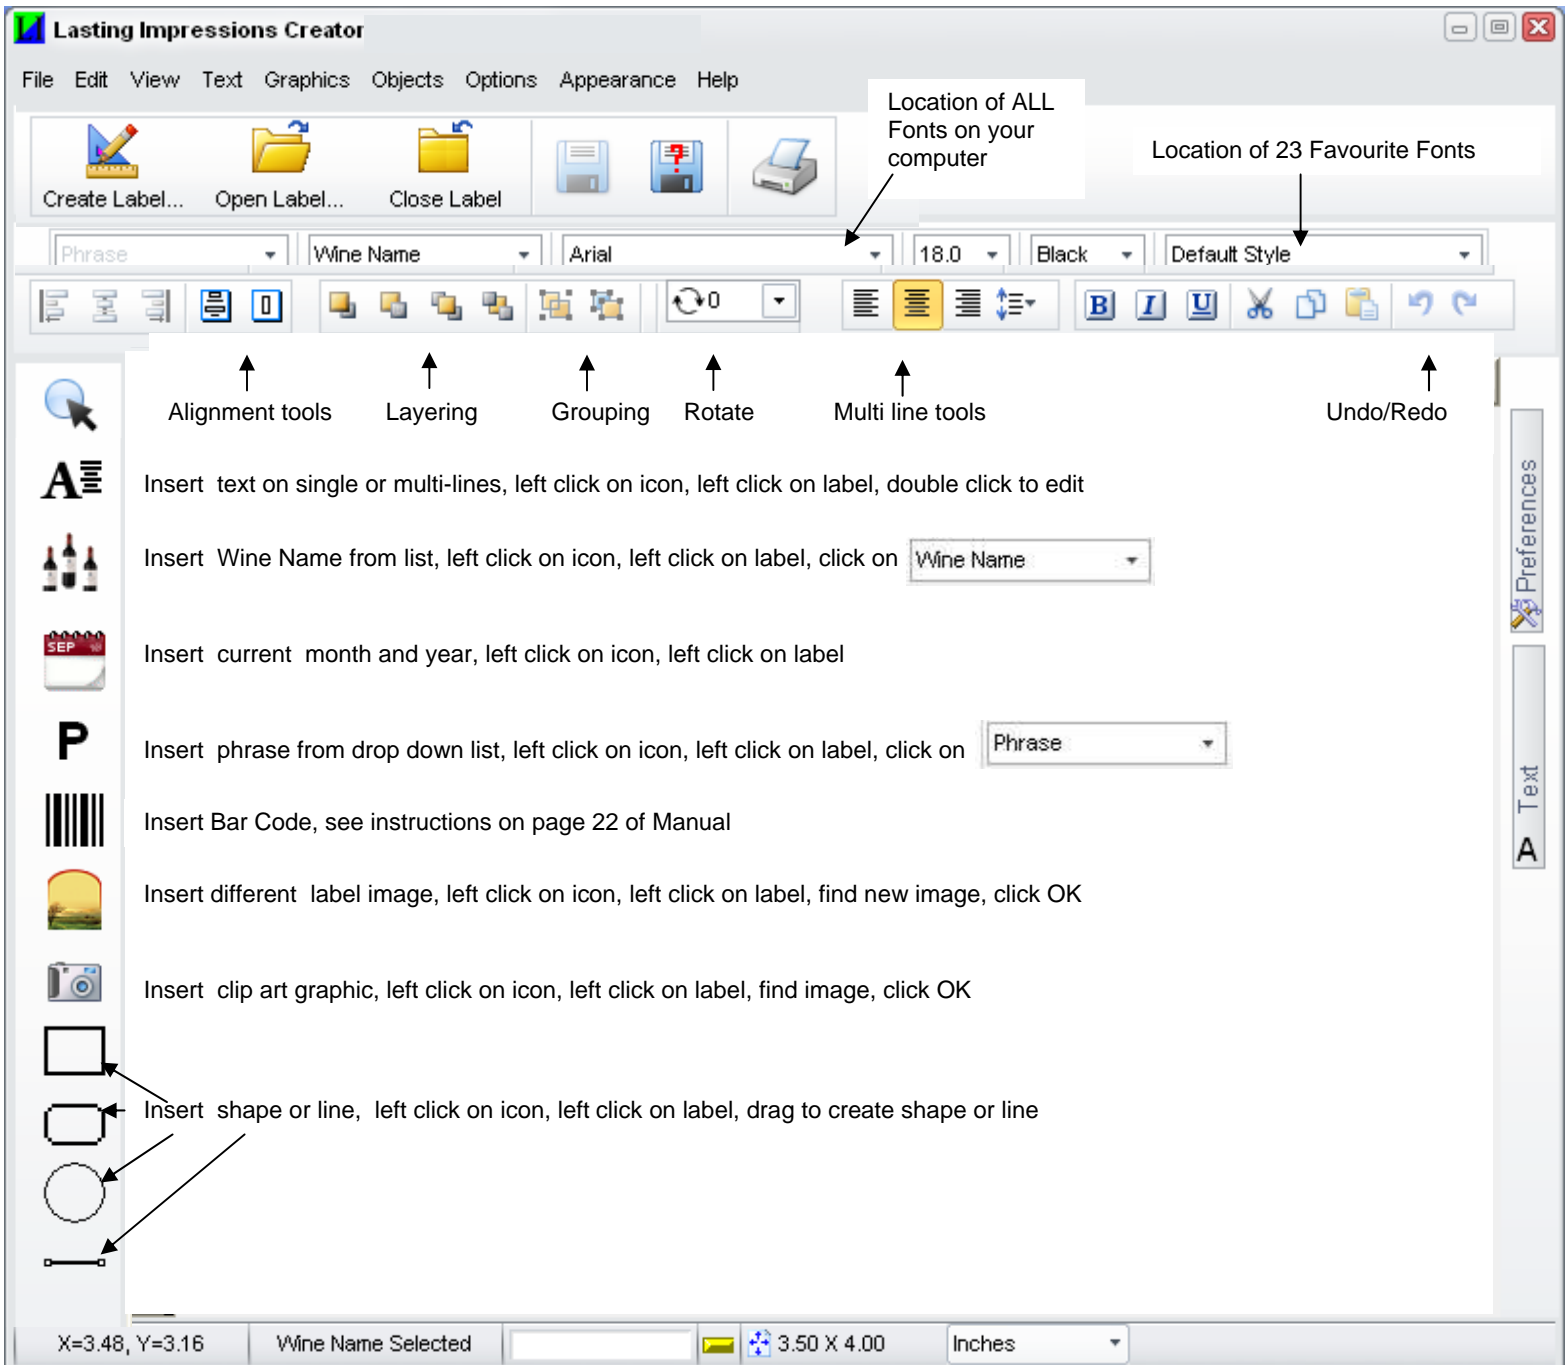 Lasting Impressions Creator
File Edit View Text Graphics Objects Options Appearance Help
Location of ALL
Fonts on your
computer
Location of 23 Favourite Fonts
Create Label... Open Label... Close Label
Phrase Wine Name Arial 18.0 Black Default Style
0 B I U
Alignment tools Layering Grouping Rotate Multi line tools Undo/Redo
A Insert text on single or multi-lines, left click on icon, left click on label, double click to edit
Insert Wine Name from list, left click on icon, left click on label, click on Wine Name
Preferences
SEP 18
Insert current month and year, left click on icon, left click on label
P Insert phrase from drop down list, left click on icon, left click on label, click on Phrase
A Text
Insert Bar Code, see instructions on page 22 of Manual
Insert different label image, left click on icon, left click on label, find new image, click OK
Insert clip art graphic, left click on icon, left click on label, find image, click OK
Insert shape or line, left click on icon, left click on label, drag to create shape or line
X=3.48, Y=3.16 Wine Name Selected 3.50 X 4.00 Inches